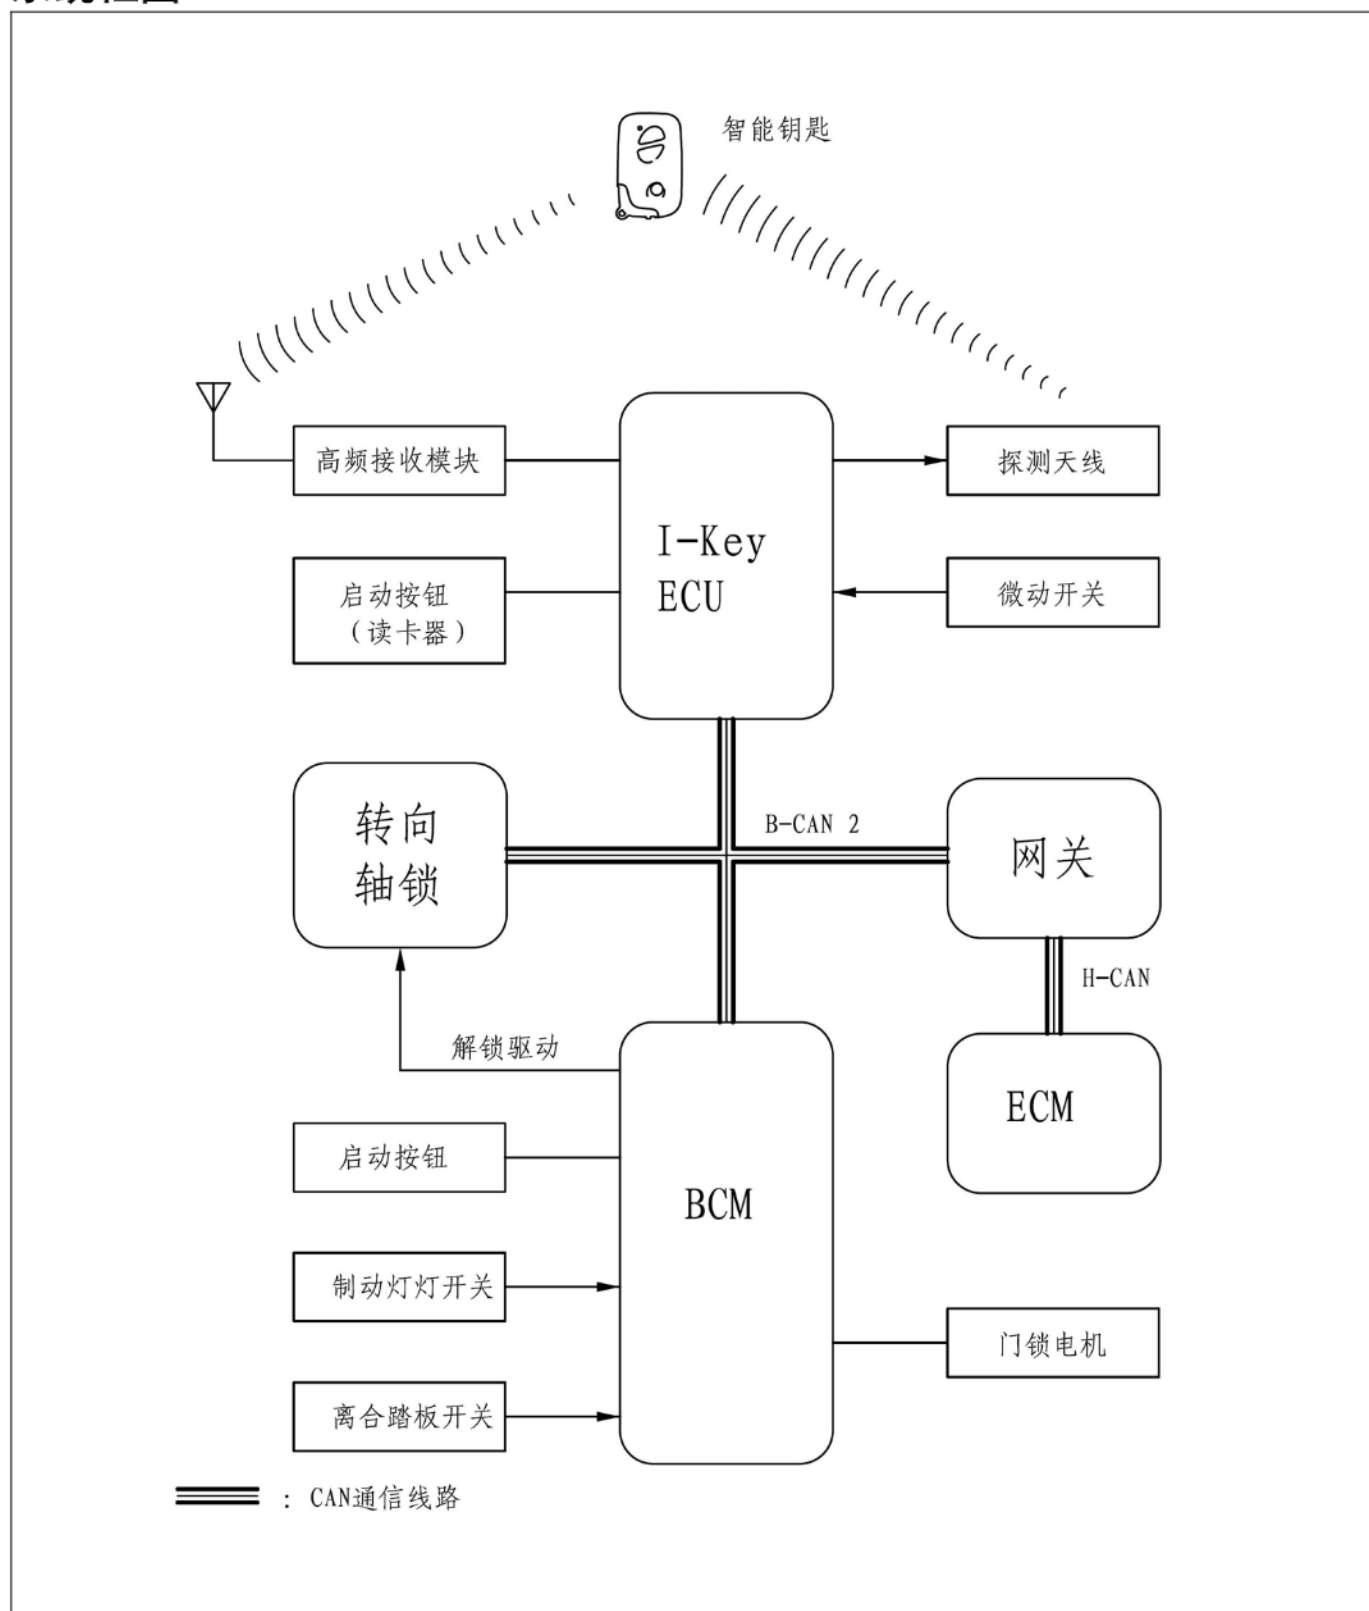 智能钥匙
高频接收模块
探测天线
I-Key
ECU
启动按钮
（读卡器）
微动开关
转向
轴锁
B-CAN 2
网关
H-CAN
解锁驱动
ECM
启动按钮
BCM
制动灯灯开关
门锁电机
离合踏板开关
：CAN通信线路